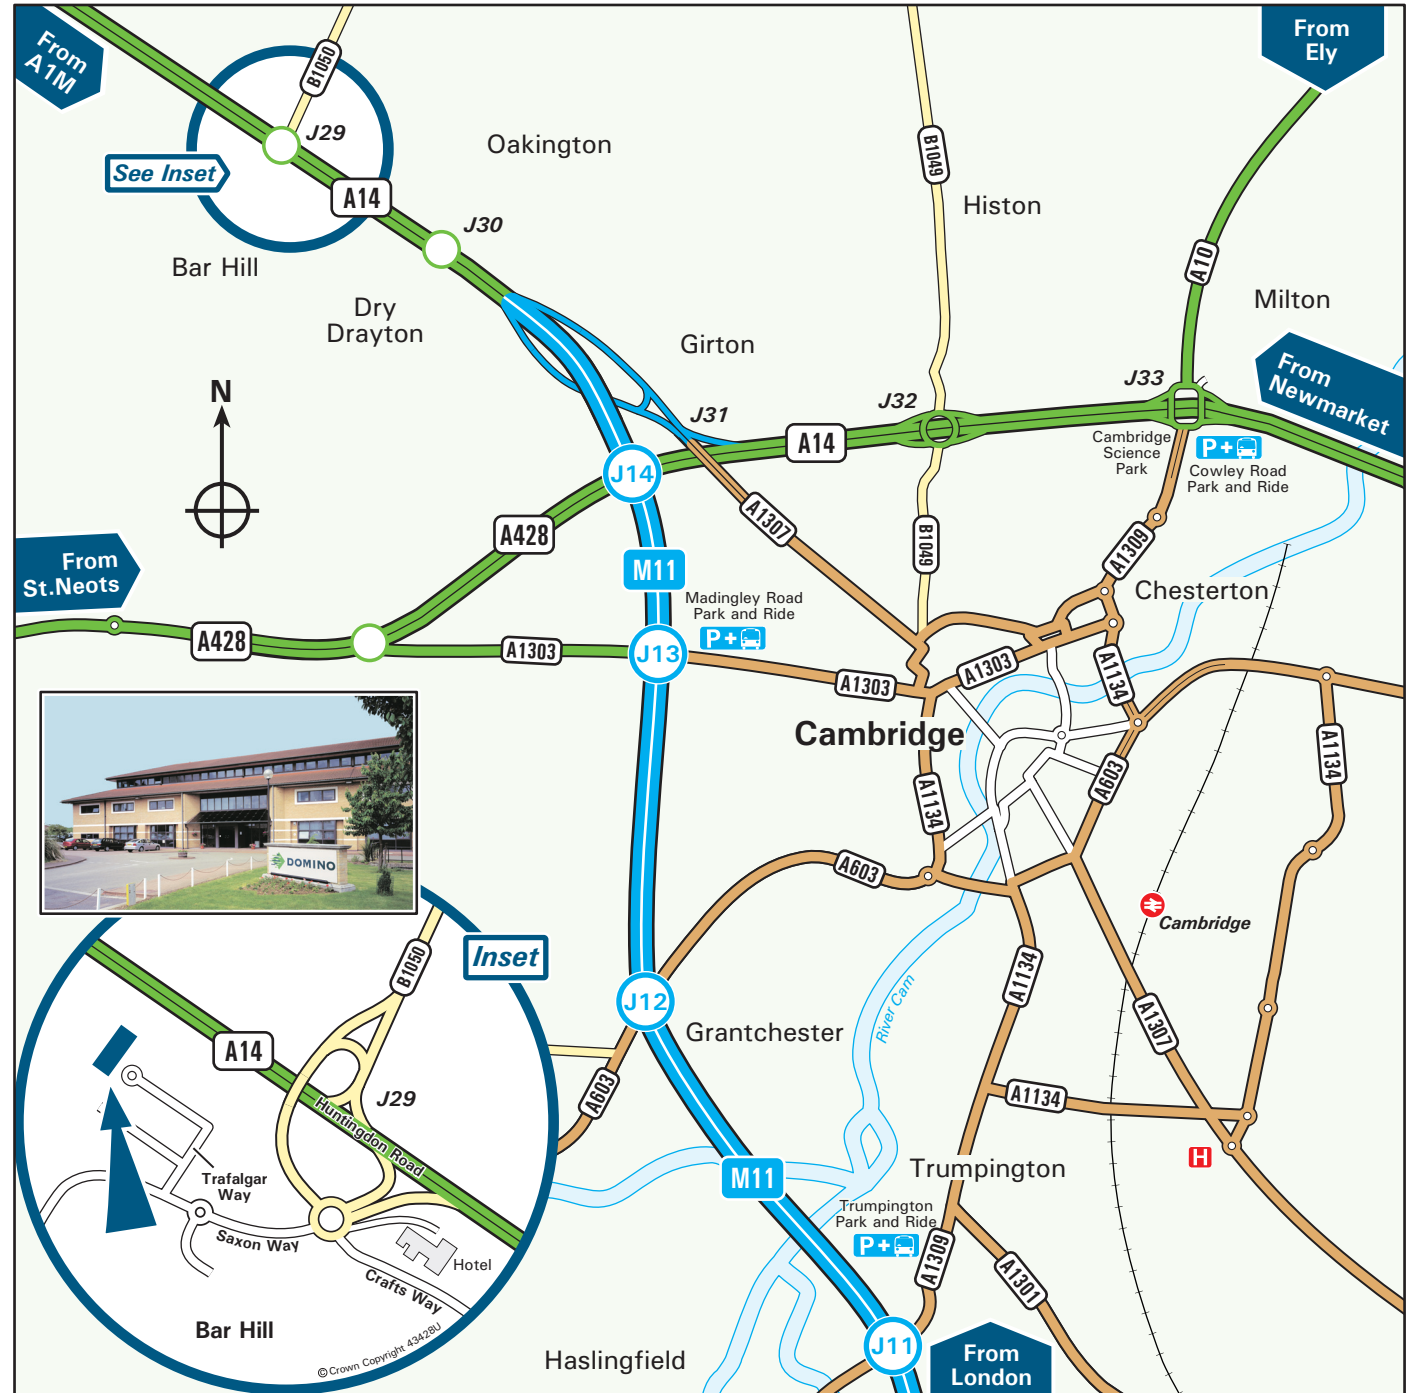 From
A1M
B1050
From
Ely
J29
Oakington
B1049
See Inset
A14
Histon
J30
A10
Bar Hill
Milton
Dry
Drayton
Girton
From
Newmarket
J33
N
J32
J31
A14
Cambridge
Science
Park
P+
Cowley Road
Park and Ride
J14
A1307
A428
B1049
A1309
From
St.Neots
M11
Madingley Road
Park and Ride
P+
Chesterton
A428
A1303
J13
A1303
A1303
A1134
Cambridge
A1134
A603
A1134
DOMINO
A603
Cambridge
Inset
B1050
A1134
River Cam
J12
Grantchester
A1307
A14
J29
A603
A1134
Huntingdon Road
H
M11
Trumpington
Trafalgar
Way
Trumpington
Park and Ride
P+
Saxon Way
Hotel
A1309
A1301
Crafts Way
Bar Hill
© Crown Copyright 43428U
J11
From
London
Haslingfield